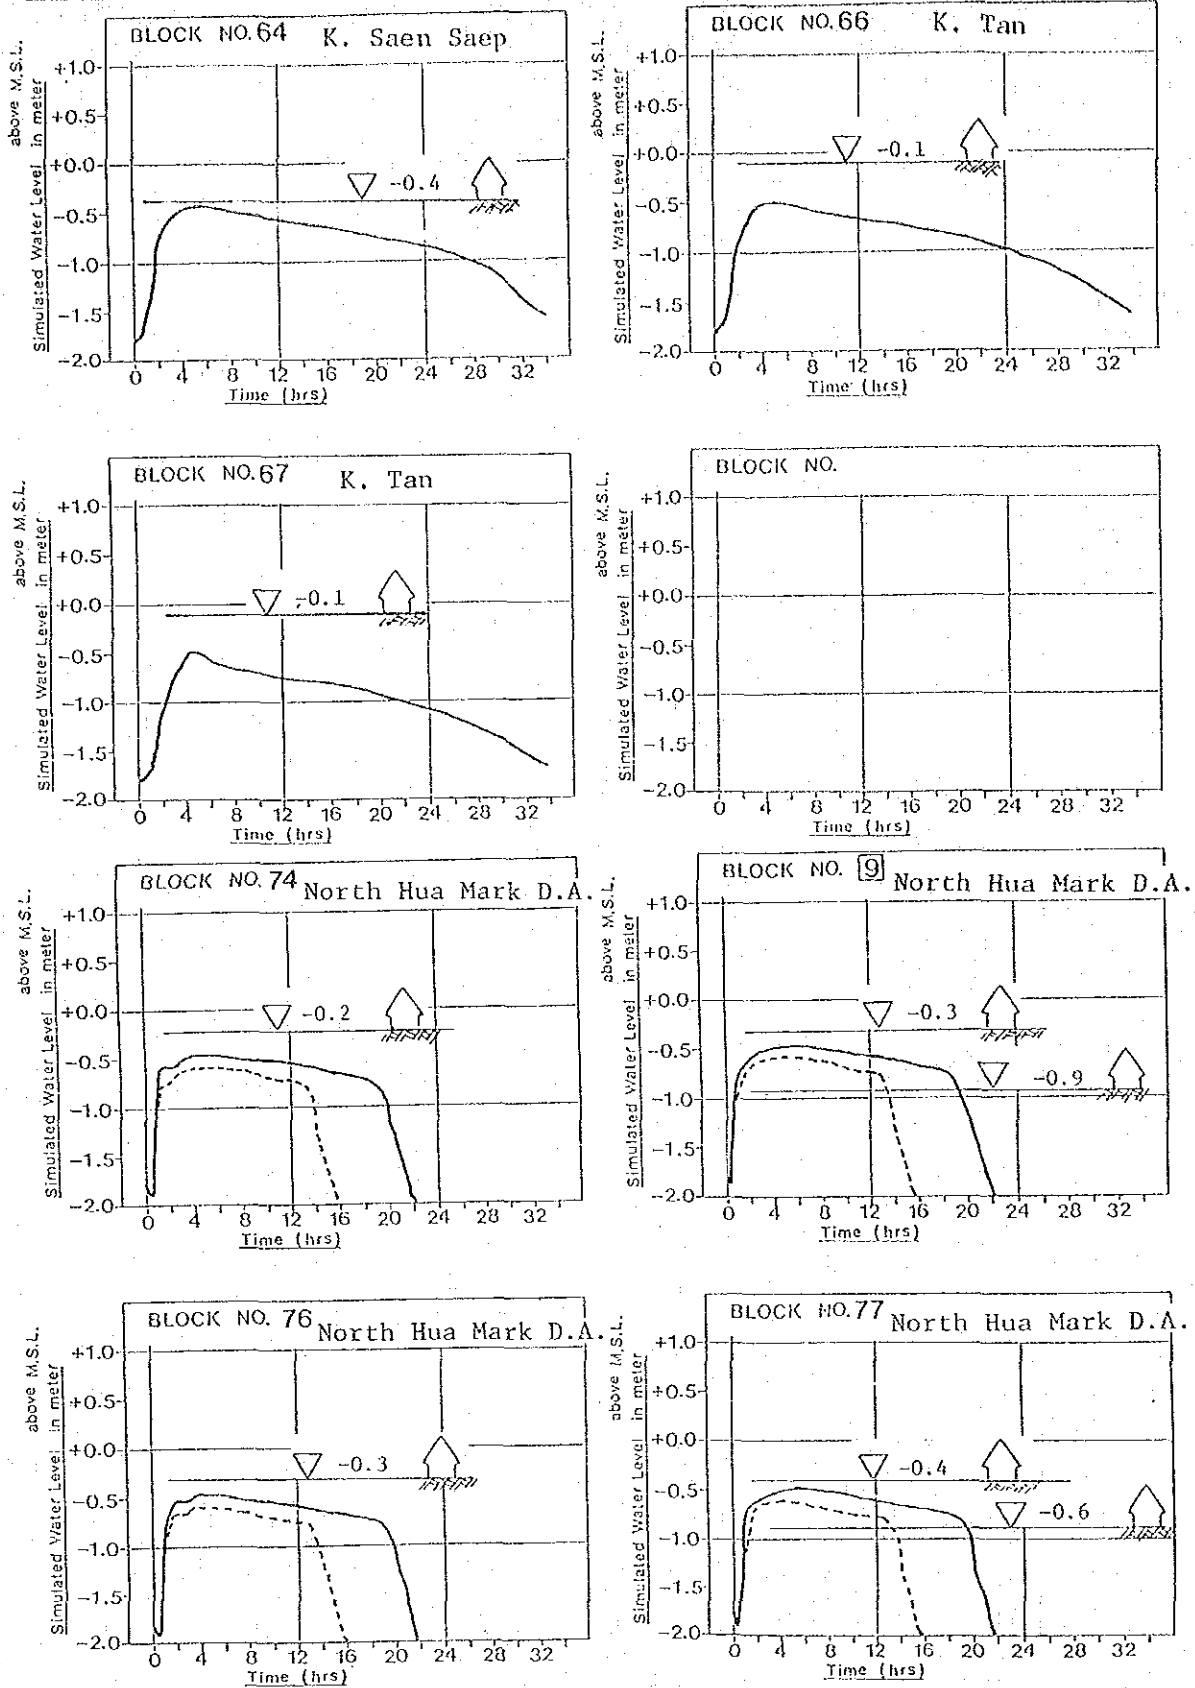 BLOCK NO. 64 K. Saen Saep
above M.S.L.
Simulated Water Level in meter
+1.0
+0.5
+0.0
-0.5
-1.0
-1.5
-2.0
-0.4
0 4 8 12 16 20 24 28 32
Time (hrs)
BLOCK NO. 66 K. Tan
above M.S.L.
Simulated Water Level in meter
+1.0
+0.5
+0.0
-0.5
-1.0
-1.5
-2.0
-0.1
0 4 8 12 16 20 24 28 32
Time (hrs)
BLOCK NO. 67 K. Tan
above M.S.L.
Simulated Water Level in meter
+1.0
+0.5
+0.0
-0.5
-1.0
-1.5
-2.0
-0.1
0 4 8 12 16 20 24 28 32
Time (hrs)
BLOCK NO.
above M.S.L.
Simulated Water Level in meter
+1.0
+0.5
+0.0
-0.5
-1.0
-1.5
-2.0
0 4 8 12 16 20 24 28 32
Time (hrs)
BLOCK NO. 74 North Hua Mark D.A.
above M.S.L.
Simulated Water Level in meter
+1.0
+0.5
+0.0
-0.5
-1.0
-1.5
-2.0
-0.2
0 4 8 12 16 20 24 28 32
Time (hrs)
BLOCK NO. 9 North Hua Mark D.A.
above M.S.L.
Simulated Water Level in meter
+1.0
+0.5
+0.0
-0.5
-1.0
-1.5
-2.0
-0.3
-0.9
0 4 8 12 16 20 24 28 32
Time (hrs)
BLOCK NO. 76 North Hua Mark D.A.
above M.S.L.
Simulated Water Level in meter
+1.0
+0.5
+0.0
-0.5
-1.0
-1.5
-2.0
-0.3
0 4 8 12 16 20 24 28 32
Time (hrs)
BLOCK NO. 77 North Hua Mark D.A.
above M.S.L.
Simulated Water Level in meter
+1.0
+0.5
+0.0
-0.5
-1.0
-1.5
-2.0
-0.4
-0.6
0 4 8 12 16 20 24 28 32
Time (hrs)